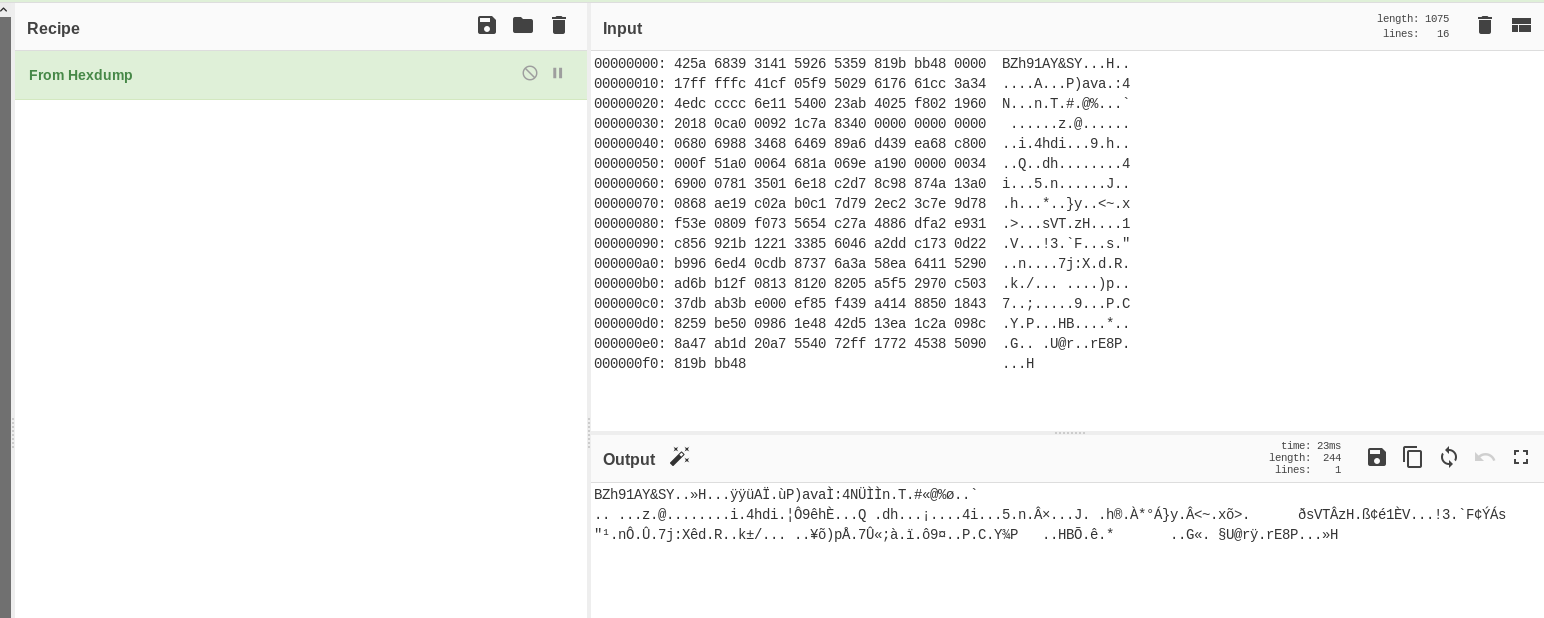 Recipe
From Hexdump
Input
length: 1075
lines: 16
00000000: 425a 6839 3141 5926 5359 819b bb48 0000  BZh91AY&SY...H..
00000010: 17ff fffc 41cf 05f9 5029 6176 61cc 3a34  ....A...P)ava.:4
00000020: 4edc cccc 6e11 5400 23ab 4025 f802 1960  N...n.T.#.@%...`
00000030: 2018 0ca0 0092 1c7a 8340 0000 0000 0000   ......z.@......
00000040: 0680 6988 3468 6469 89a6 d439 ea68 c800  ..i.4hdi...9.h..
00000050: 000f 51a0 0064 681a 069e a190 0000 0034  ..Q..dh........4
00000060: 6900 0781 3501 6e18 c2d7 8c98 874a 13a0  i...5.n......J..
00000070: 0868 ae19 c02a b0c1 7d79 2ec2 3c7e 9d78  .h...*..}y..<~.x
00000080: f53e 0809 f073 5654 c27a 4886 dfa2 e931  .>...sVT.zH....1
00000090: c856 921b 1221 3385 6046 a2dd c173 0d22  .V...!3.`F...s."
000000a0: b996 6ed4 0cdb 8737 6a3a 58ea 6411 5290  ..n....7j:X.d.R.
000000b0: ad6b b12f 0813 8120 8205 a5f5 2970 c503  .k./... ....)p..
000000c0: 37db ab3b e000 ef85 f439 a414 8850 1843  7..;.....9...P.C
000000d0: 8259 be50 0986 1e48 42d5 13ea 1c2a 098c  .Y.P...HB....*..
000000e0: 8a47 ab1d 20a7 5540 72ff 1772 4538 5090  .G.. .U@r..rE8P.
000000f0: 819b bb48                                ...H
Output
time: 23ms
length: 244
lines: 1
BZh91AY&SY..»H...ÿÿüAÏ.ùP)avaÌ:4NÜÌÌn.T.#«@%ø..`
.. ...z.@........i.4hdi.¦Ô9êhÈ...Q .dh...¡....4i...5.n.Â×...J. .h®.À*°Á}y.Â<~.xõ>.      ðsVTÂzH.ß¢é1ÈV...!3.`F¢ÝÁs
"¹.nÔ.Û.7j:Xêd.R..k±/... ..¥õ)pÅ.7Û«;à.ï.ô9¤..P.C.Y¾P   ..HBÕ.ê.*       ..G«. §U@rÿ.rE8P...»H